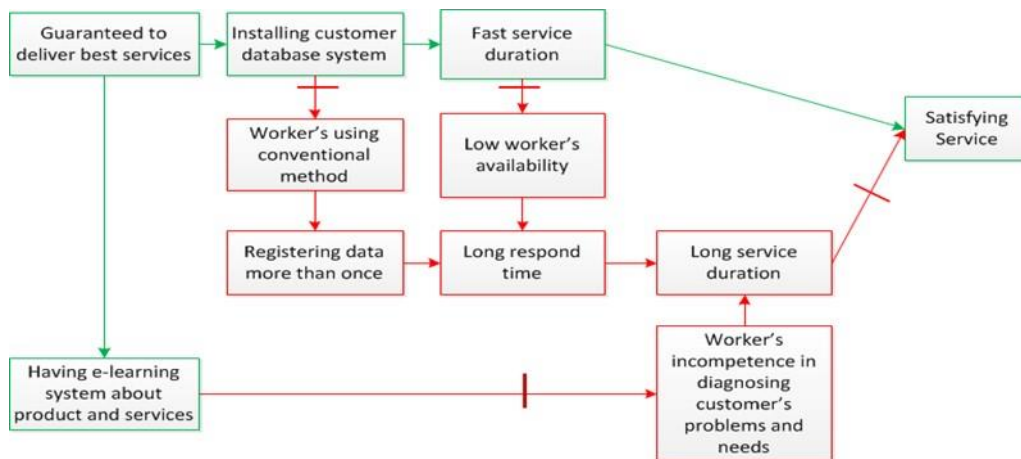 Guaranteed to
deliver best services
Installing customer
database system
Fast service
duration
Satisfying
Service
Worker's using
conventional
method
Low worker's
availability
Registering data
more than once
Long respond
time
Long service
duration
Having e-learning
system about
product and services
Worker's
incompetence in
diagnosing
customer's
problems and
needs